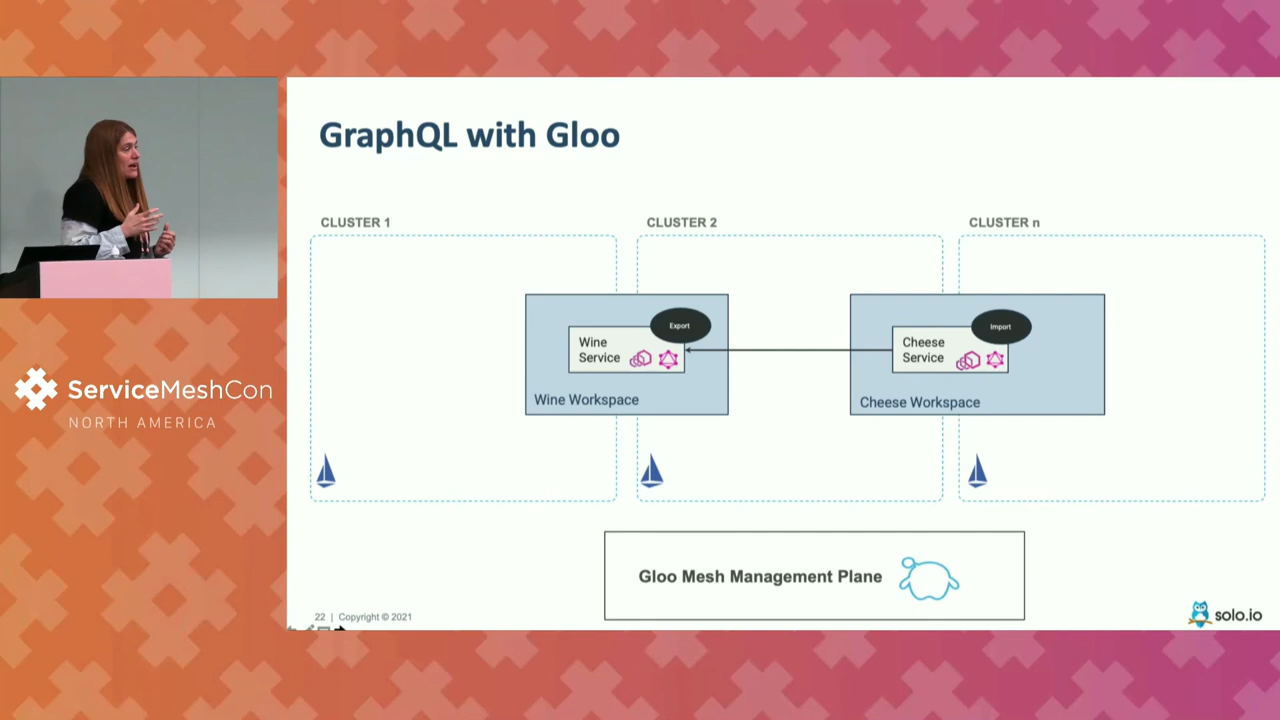 GraphQL with Gloo
CLUSTER 1
CLUSTER 2
CLUSTER n
Export
Import
Wine
Service
Cheese
Service
Wine Workspace
Cheese Workspace
ServiceMeshCon
NORTH AMERICA
Gloo Mesh Management Plane
22 | Copyright © 2021
solo.io